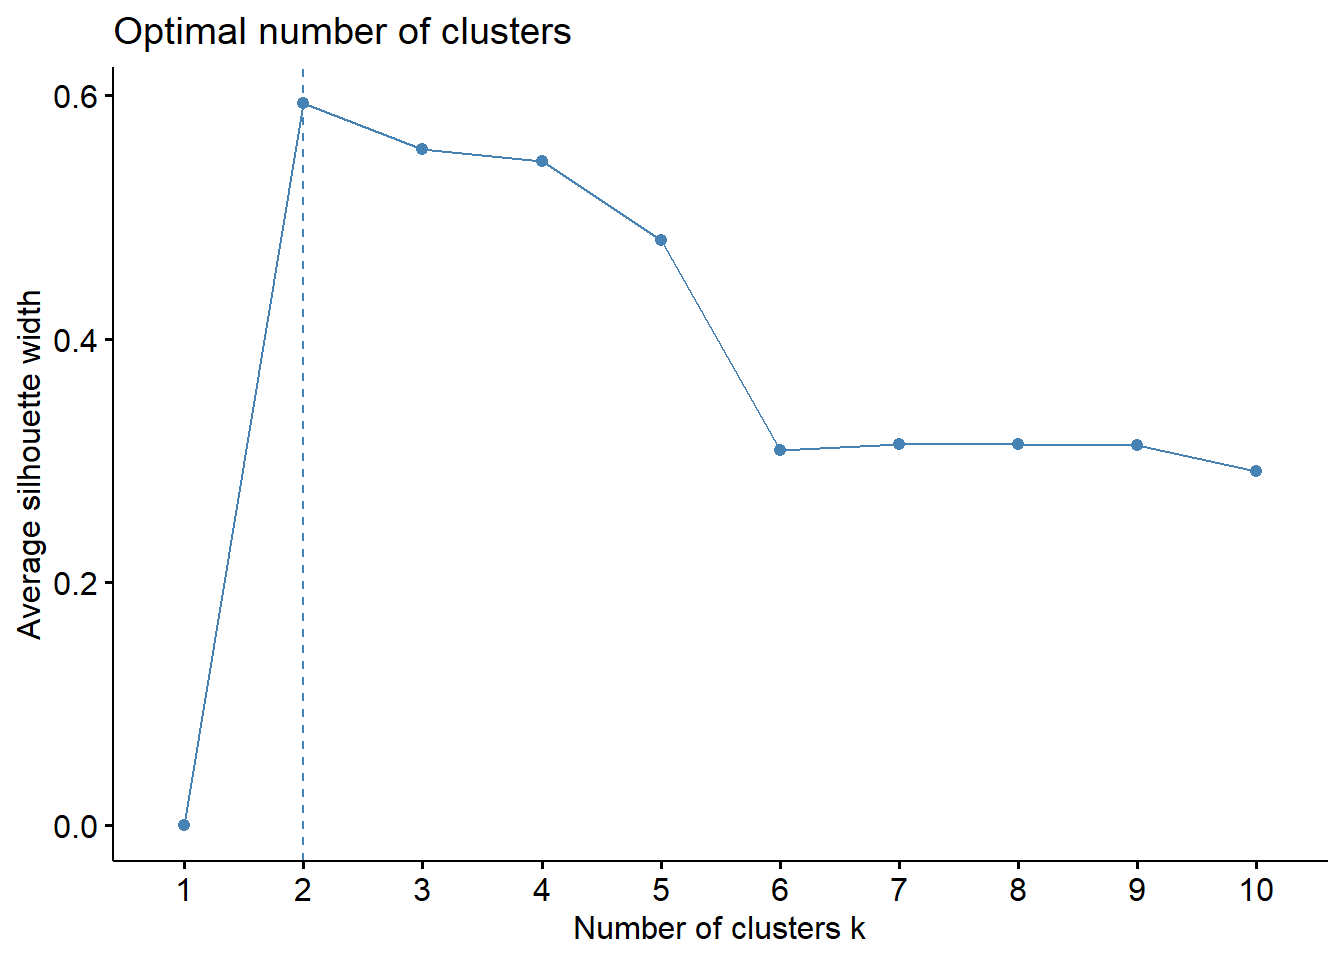 Optimal number of clusters
Average silhouette width
0.6
0.4
0.2
0.0
1 2 3 4 5 6 7 8 9 10
Number of clusters k